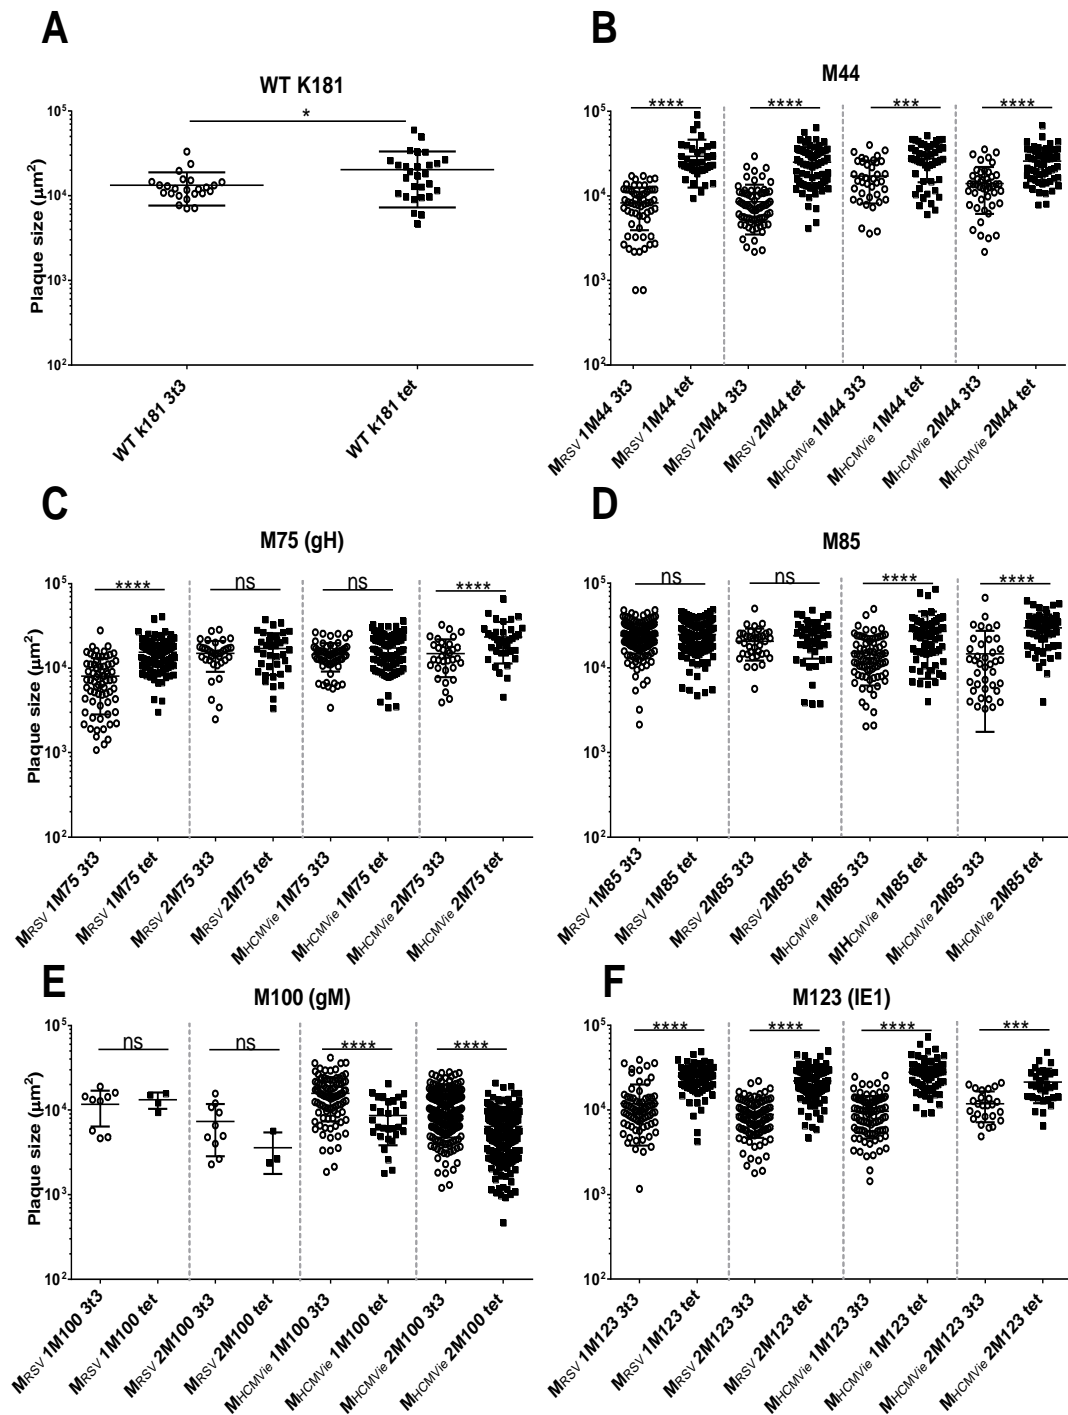 A
WT K181
*
Plaque size (µm²)
10⁵
10⁴
10³
10²
WT k181 3t3
WT k181 tet
B
M44
**** **** *** ****
10⁵
10⁴
10³
10²
MRSV 1M44 3t3
MRSV 1M44 tet
MRSV 2M44 3t3
MRSV 2M44 tet
MHCMVie 1M44 3t3
MHCMVie 1M44 tet
MHCMVie 2M44 3t3
MHCMVie 2M44 tet
C
M75 (gH)
**** ns ns ****
Plaque size (µm²)
10⁵
10⁴
10³
10²
MRSV 1M75 3t3
MRSV 1M75 tet
MRSV 2M75 3t3
MRSV 2M75 tet
MHCMVie 1M75 3t3
MHCMVie 1M75 tet
MHCMVie 2M75 3t3
MHCMVie 2M75 tet
D
M85
ns ns **** ****
10⁵
10⁴
10³
10²
MRSV 1M85 3t3
MRSV 1M85 tet
MRSV 2M85 3t3
MRSV 2M85 tet
MHCMVie 1M85 3t3
MHCMVie 1M85 tet
MHCMVie 2M85 3t3
MHCMVie 2M85 tet
E
M100 (gM)
ns ns **** ****
Plaque size (µm²)
10⁵
10⁴
10³
10²
MRSV 1M100 3t3
MRSV 1M100 tet
MRSV 2M100 3t3
MRSV 2M100 tet
MHCMVie 1M100 3t3
MHCMVie 1M100 tet
MHCMVie 2M100 3t3
MHCMVie 2M100 tet
F
M123 (IE1)
**** **** **** ***
10⁵
10⁴
10³
10²
MRSV 1M123 3t3
MRSV 1M123 tet
MRSV 2M123 3t3
MRSV 2M123 tet
MHCMVie 1M123 3t3
MHCMVie 1M123 tet
MHCMVie 2M123 3t3
MHCMVie 2M123 tet